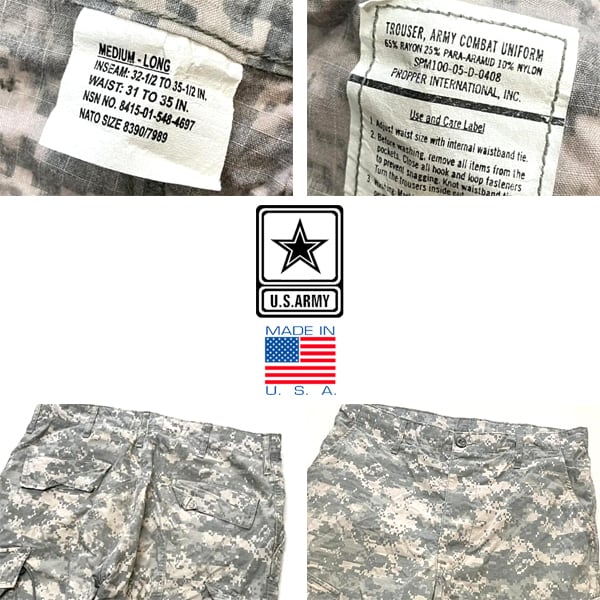 MEDIUM - LONG
INSEAM: 32-1/2 TO 35-1/2 IN.
WAIST: 31 TO 35 IN.
NSN NO. 8415-01-548-4697
NATO SIZE 8390/7989
TROUSER, ARMY COMBAT UNIFORM
65% RAYON 25% PARA-ARAMID 10% NYLON
SPM100-05-D-0408
PROPPER INTERNATIONAL, INC.
Use and Care Label
1. Adjust waist size with internal waistband tie.
2. Before washing, remove all items from the
pockets. Close all hook and loop fasteners
to prevent snagging. Knot waistband
Turn the trousers inside
3.
U.S.ARMY
MADE IN
U. S. A.